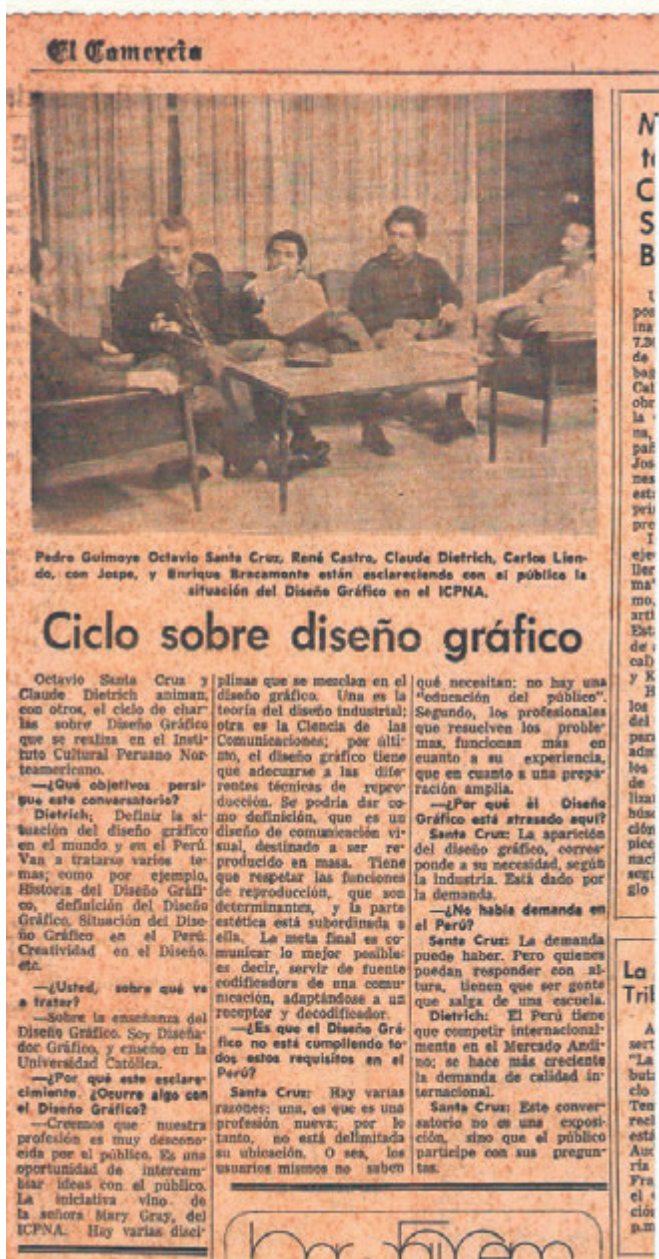 El Comercio
Pedro Guimoye Octavio Santa Cruz, René Castro, Claude Dietrich, Carlos Lien-
do, con Jospe, y Enrique Bracamonte están esclareciendo con el público la
situación del Diseño Gráfico en el ICPNA.
Ciclo sobre diseño gráfico
Octavio Santa Cruz y
Claude Dietrich animan,
con otros, el ciclo de char-
las sobre Diseño Gráfico
que se realiza en el Insti-
tuto Cultural Peruano Nor-
teamericano.
—¿Qué objetivos persi-
gue este conversatorio?
Dietrich: Definir la si-
tuación del diseño gráfico
en el mundo y en el Perú.
Van a tratarse varios te-
mas; como por ejemplo,
Historia del Diseño Gráfi-
co, definición del Diseño
Gráfico, Situación del Dise-
ño Gráfico en el Perú.
Creatividad en el Diseño,
etc.
—¿Usted, sobre qué va
a tratar?
—Sobre la enseñanza del
Diseño Gráfico. Soy Diseña-
dor Gráfico, y enseño en la
Universidad Católica.
—¿Por qué este esclare-
cimiento. ¿Ocurre algo con
el Diseño Gráfico?
—Creemos que nuestra
profesión es muy descono-
cida por el público. Es una
oportunidad de intercam-
biar ideas con el público.
La iniciativa vino de
la señora Mary Gray, del
ICPNA. Hay varias disci-
plinas que se mezclan en el
diseño gráfico. Una es la
teoría del diseño industrial;
otra es la Ciencia de las
Comunicaciones; por últi-
mo, el diseño gráfico tiene
que adecuarse a las dife-
rentes técnicas de repro-
ducción. Se podría dar co-
mo definición, que es un
diseño de comunicación vi-
sual, destinado a ser re-
producido en masa. Tiene
que respetar las funciones
de reproducción, que son
determinantes, y la parte
estética está subordinada a
ella. La meta final es co-
municar lo mejor posible:
es decir, servir de fuente
codificadora de una comu-
nicación, adaptándose a un
receptor y decodificador.
—¿Es que el Diseño Grá-
fico no está cumpliendo to-
dos estos requisitos en el
Perú?
Santa Cruz: Hay varias
razones: una, es que es una
profesión nueva; por lo
tanto, no está delimitada
su ubicación. O sea, los
usuarios mismos no saben
qué necesitan: no hay una
"educación del público".
Segundo, los profesionales
que resuelven los proble-
mas, funcionan más en
cuanto a su experiencia,
que en cuanto a una prepa-
ración amplia.
—¿Por qué él Diseño
Gráfico está atrasado aquí?
Santa Cruz: La aparición
del diseño gráfico, corres-
ponde a su necesidad, según
la industria. Está dado por
la demanda.
—¿No había demanda en
el Perú?
Santa Cruz: La demanda
puede haber. Pero quienes
puedan responder con al-
tura, tienen que ser gente
que salga de una escuela.
Dietrich: El Perú tiene
que competir internacional-
mente en el Mercado Andi-
no; se hace más creciente
la demanda de calidad in-
ternacional.
Santa Cruz: Este conver-
satorio no es una exposi-
ción, sino que el público
participe con sus pregun-
tas.
La
Trib